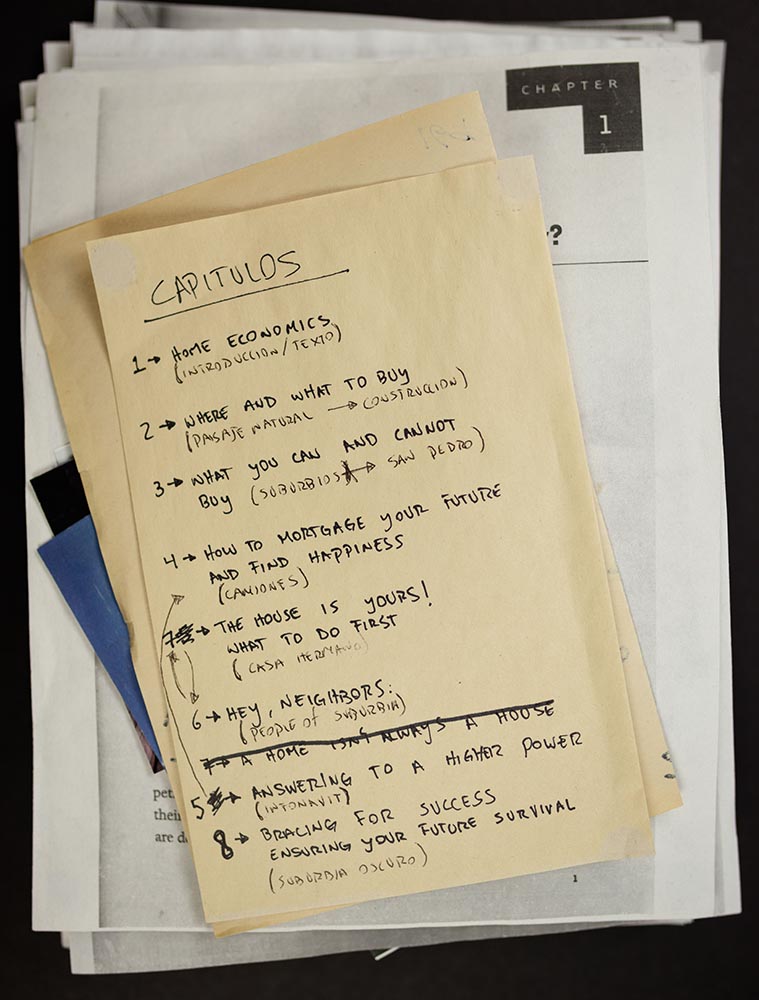 CHAPTER
1
?
CAPITULOS
1→ HOME ECONOMICS
(INTRODUCCION/TEXTO)
2→ WHERE AND WHAT TO BUY
(PAISAJE NATURAL → CONSTRUCCION)
3→ WHAT YOU CAN AND CANNOT
BUY (SUBURBIOS → SAN PEDRO)
4→ HOW TO MORTGAGE YOUR FUTURE
AND FIND HAPPINESS
(CAMIONES)
7→ THE HOUSE IS YOURS!
WHAT TO DO FIRST
(CASA HERMANO)
6→ HEY, NEIGHBORS:
(PEOPLE OF SUBURBIA)
7→ A HOME ISN'T ALWAYS A HOUSE
5→ ANSWERING TO A HIGHER POWER
(INFONAVIT)
8→ BRACING FOR SUCCESS
ENSURING YOUR FUTURE SURVIVAL
(SUBURBIA OSCURO)
pet
their
are d
1